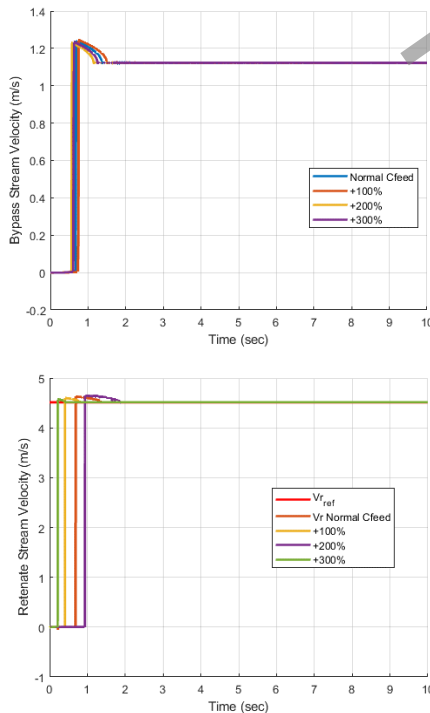 1.4
1.2
1
0.8
0.6
0.4
0.2
0
-0.2
Bypass Stream Velocity (m/s)
Normal Cfeed
+100%
+200%
+300%
0 1 2 3 4 5 6 7 8 9 10
Time (sec)
5
4
3
2
1
0
-1
Retenate Stream Velocity (m/s)
Vr_ref
Vr Normal Cfeed
+100%
+200%
+300%
0 1 2 3 4 5 6 7 8 9 10
Time (sec)